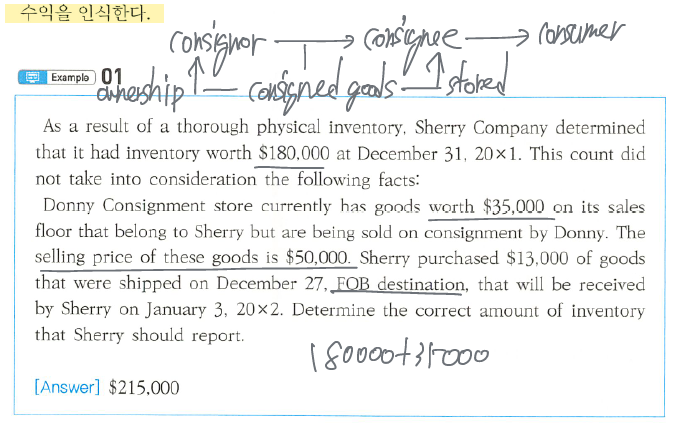 수익을 인식한다.
consignor → consignee → consumer
Example 01
ownership consigned goods stored
As a result of a thorough physical inventory, Sherry Company determined
that it had inventory worth $180,000 at December 31, 20×1. This count did
not take into consideration the following facts:
Donny Consignment store currently has goods worth $35,000 on its sales
floor that belong to Sherry but are being sold on consignment by Donny. The
selling price of these goods is $50,000. Sherry purchased $13,000 of goods
that were shipped on December 27, FOB destination, that will be received
by Sherry on January 3, 20×2. Determine the correct amount of inventory
that Sherry should report.
180000+35000
[Answer] $215,000